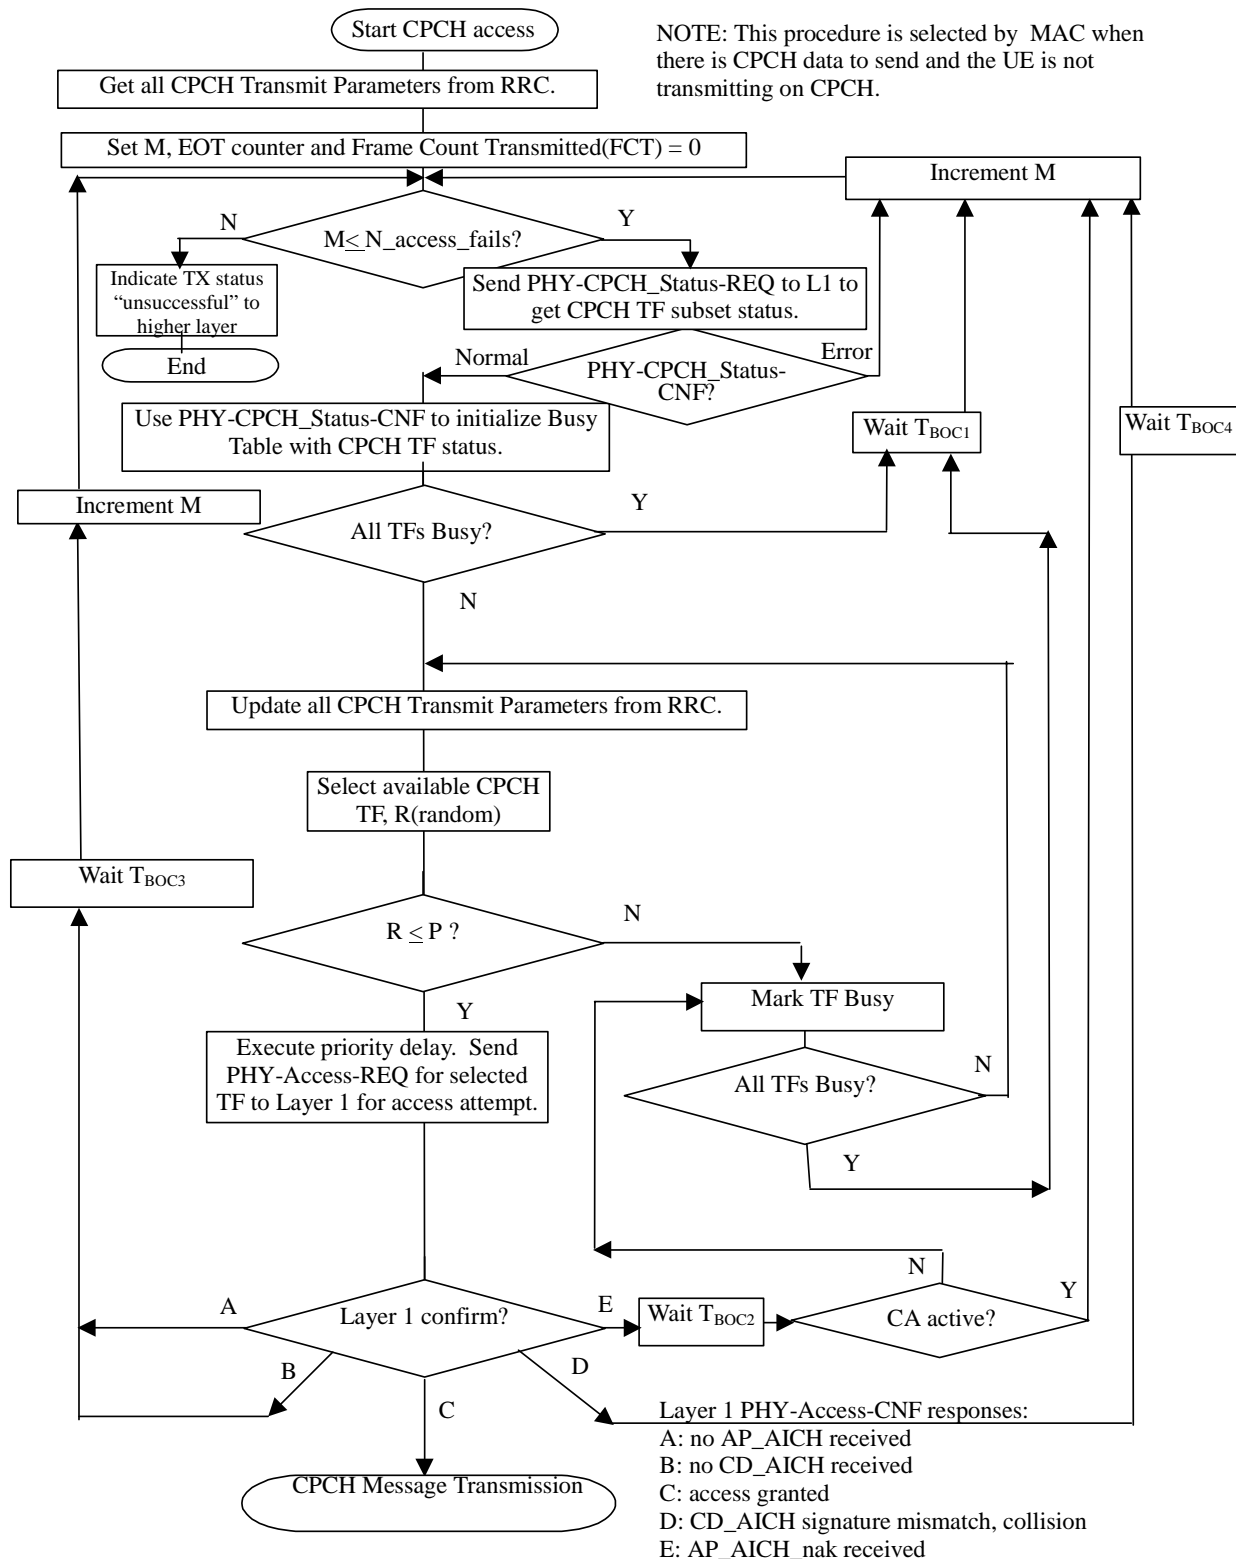 Start CPCH access
NOTE: This procedure is selected by MAC when
there is CPCH data to send and the UE is not
transmitting on CPCH.
Get all CPCH Transmit Parameters from RRC.
Set M, EOT counter and Frame Count Transmitted(FCT) = 0
Increment M
N
Y
M≤ N_access_fails?
Indicate TX status
“unsuccessful” to
higher layer
End
Send PHY-CPCH_Status-REQ to L1 to
get CPCH TF subset status.
Normal
Error
PHY-CPCH_Status-
CNF?
Use PHY-CPCH_Status-CNF to initialize Busy
Table with CPCH TF status.
Wait TBOC1
Wait TBOC4
Increment M
Y
All TFs Busy?
N
Update all CPCH Transmit Parameters from RRC.
Select available CPCH
TF, R(random)
Wait TBOC3
N
R ≤ P ?
Mark TF Busy
Y
Execute priority delay. Send
PHY-Access-REQ for selected
TF to Layer 1 for access attempt.
N
All TFs Busy?
Y
N
Y
A
Layer 1 confirm?
E
Wait TBOC2
CA active?
B
D
C
CPCH Message Transmission
Layer 1 PHY-Access-CNF responses:
A: no AP_AICH received
B: no CD_AICH received
C: access granted
D: CD_AICH signature mismatch, collision
E: AP_AICH_nak received